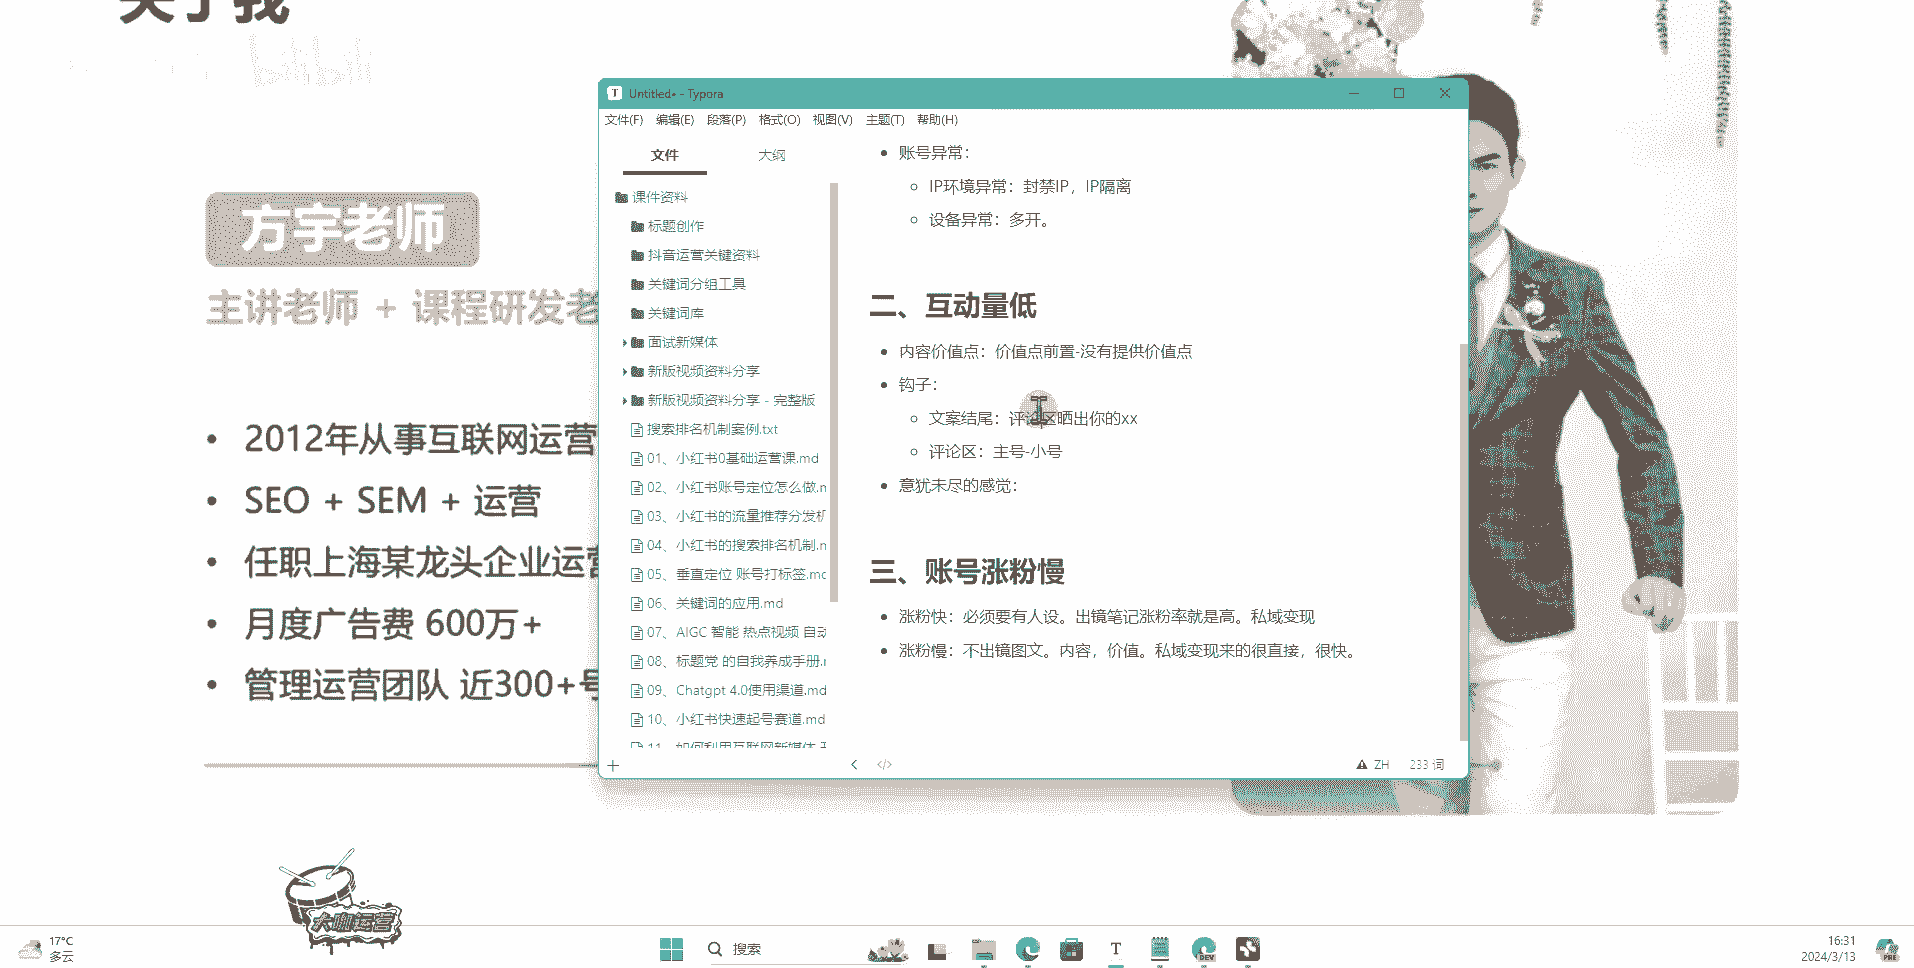 关于我
bilibili
方宇老师
主讲老师 + 课程研发老
• 2012年从事互联网运营
• SEO + SEM + 运营
• 任职上海某龙头企业运营
• 月度广告费 600万+
• 管理运营团队 近300+号
Untitled• - Typora
文件(F) 编辑(E) 段落(P) 格式(O) 视图(V) 主题(T) 帮助(H)
文件 大纲
课件资料
标题创作
抖音运营关键资料
关键词分组工具
关键词库
面试新媒体
新版视频资料分享
新版视频资料分享 - 完整版
搜索排名机制案例.txt
01、小红书0基础运营课.md
02、小红书账号定位怎么做.m
03、小红书的流量推荐分发机
04、小红书的搜索排名机制.m
05、垂直定位 账号打标签.mc
06、关键词的应用.md
07、AIGC 智能 热点视频 自动
08、标题党 的自我养成手册.
09、Chatgpt 4.0使用渠道.md
10、小红书快速起号赛道.md
11、如何利用互联网新媒体
• 账号异常：
IP环境异常：封禁IP，IP隔离
设备异常：多开。
二、互动量低
• 内容价值点：价值点前置-没有提供价值点
• 钩子：
文案结尾：评论区晒出你的xx
评论区：主号-小号
• 意犹未尽的感觉：
三、账号涨粉慢
• 涨粉快：必须要有人设。出镜笔记涨粉率就是高。私域变现
• 涨粉慢：不出镜图文。内容，价值。私域变现来的很直接，很快。
ZH 233 词
大咖运营
17°C
多云
搜索
T
DEV
16:31
2024/3/13
PRE